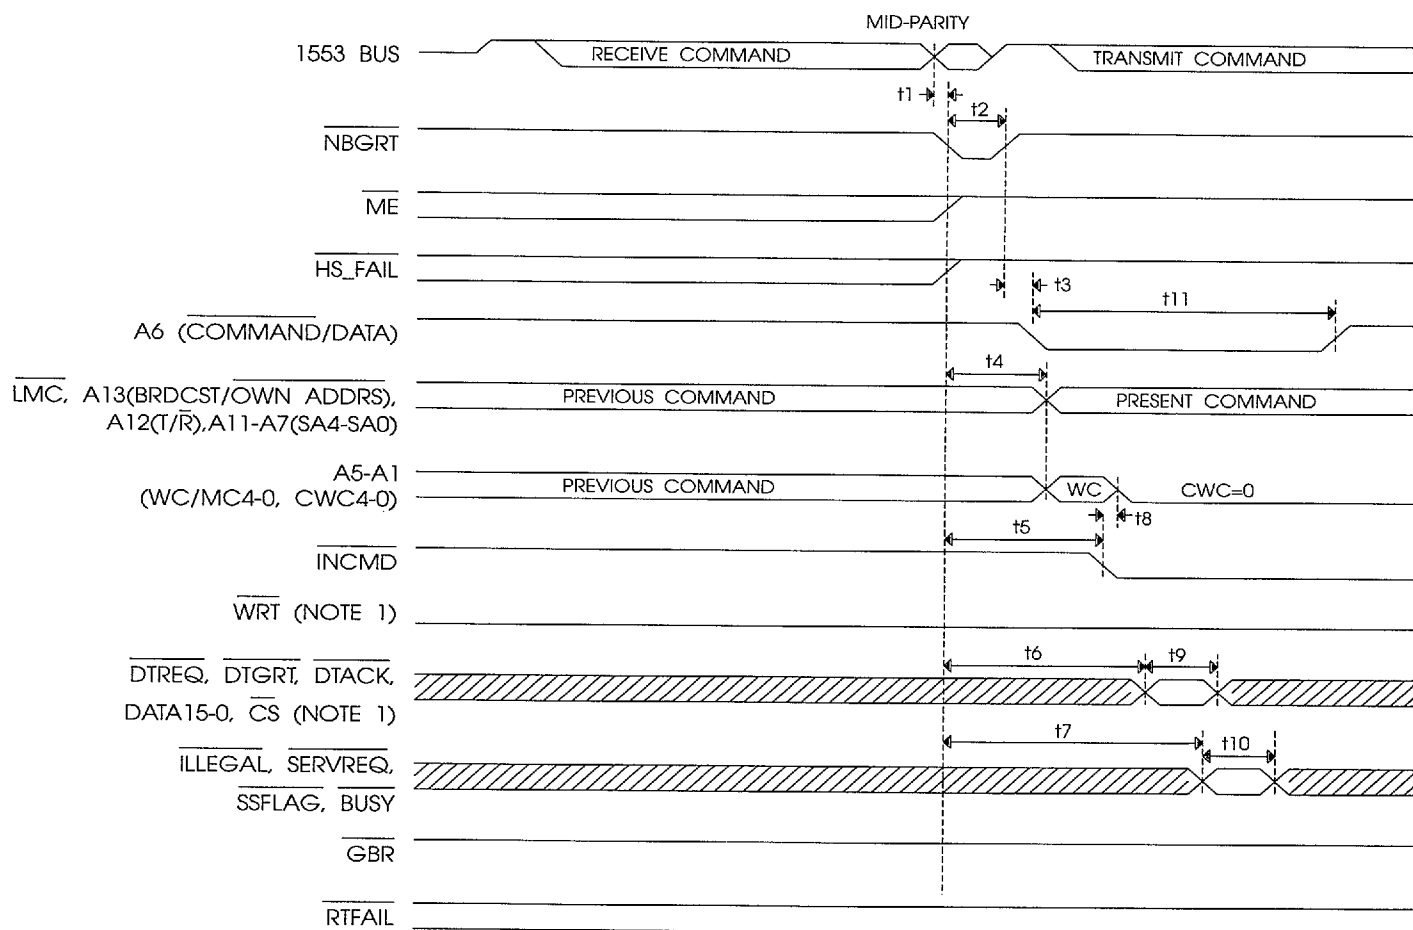 MID-PARITY
1553 BUS RECEIVE COMMAND TRANSMIT COMMAND
t1 t2
NBGRT
ME
HS_FAIL
t3 t11
A6 (COMMAND/DATA)
t4
LMC, A13(BRDCST/OWN ADDRS), PREVIOUS COMMAND PRESENT COMMAND
A12(T/R),A11-A7(SA4-SA0)
A5-A1
PREVIOUS COMMAND WC CWC=0
(WC/MC4-0, CWC4-0)
t5 t8
INCMD
WRT (NOTE 1)
t6 t9
DTREQ, DTGRT, DTACK,
DATA15-0, CS (NOTE 1)
t7 t10
ILLEGAL, SERVREQ,
SSFLAG, BUSY
GBR
RTFAIL